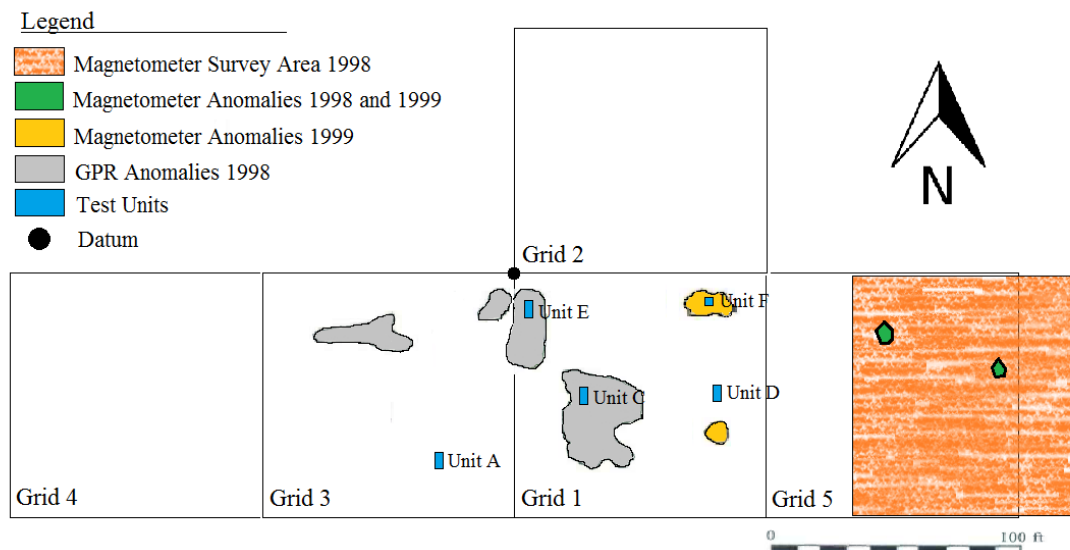 Legend
Magnetometer Survey Area 1998
Magnetometer Anomalies 1998 and 1999
Magnetometer Anomalies 1999
GPR Anomalies 1998
Test Units
Datum
N
Grid 2
Unit E
Unit F
Unit C
Unit D
Unit A
Grid 4
Grid 3
Grid 1
Grid 5
0 100 ft